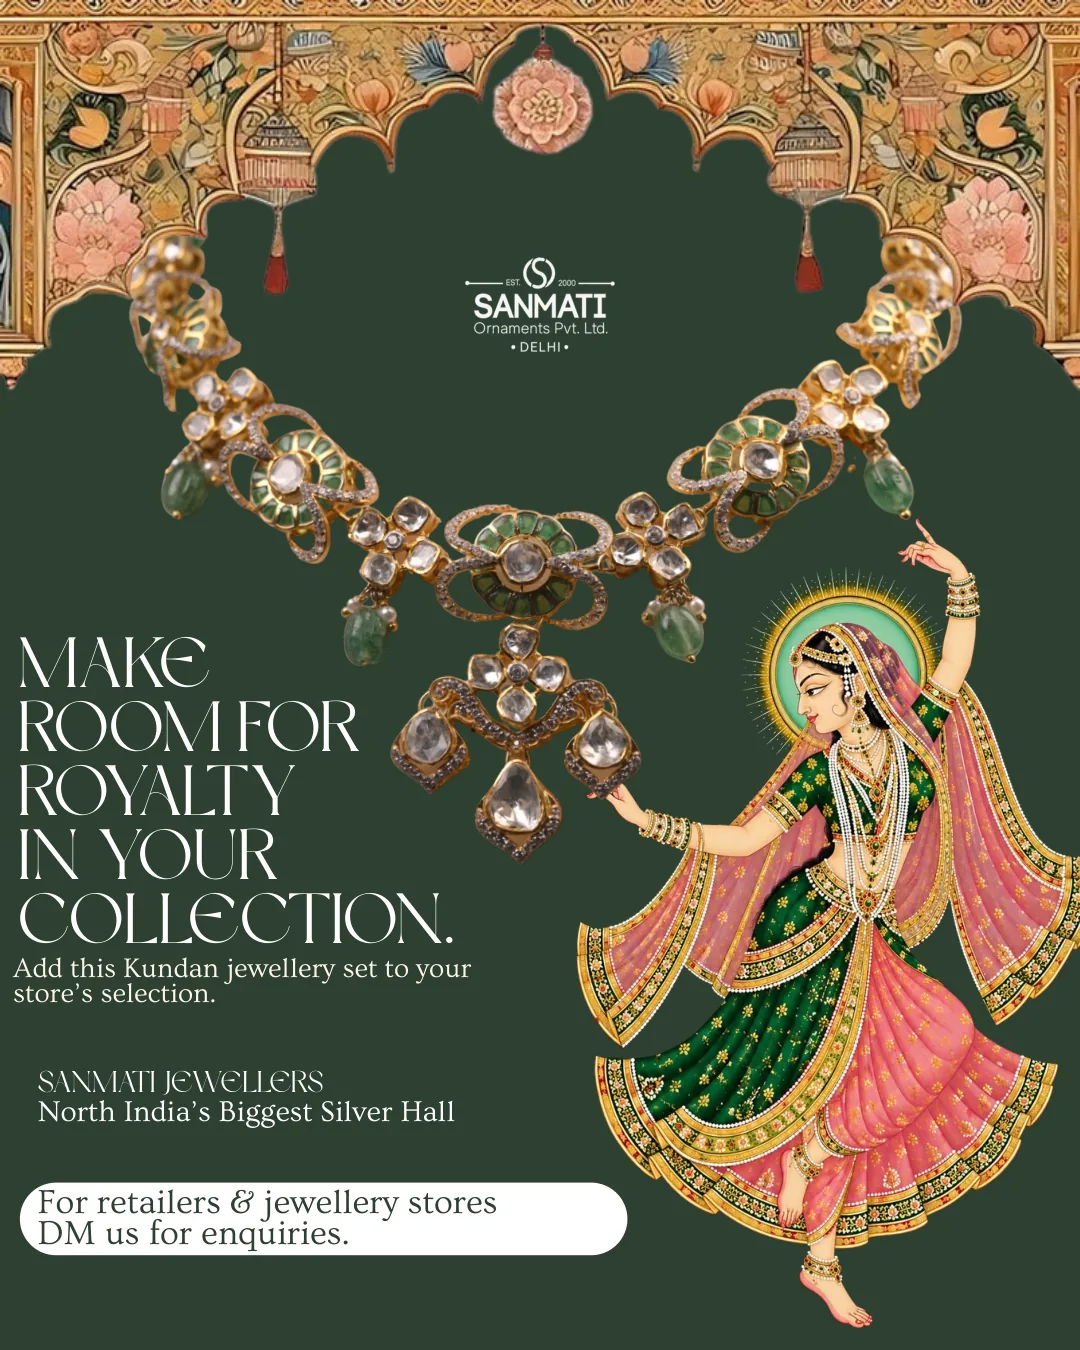 EST. 2000
SANMATI
Ornaments Pvt. Ltd.
• DELHI •
MAKE
ROOM FOR
ROYALTY
IN YOUR
COLLECTION.
Add this Kundan jewellery set to your
store's selection.
SANMATI JEWELLERS
North India's Biggest Silver Hall
For retailers & jewellery stores
DM us for enquiries.